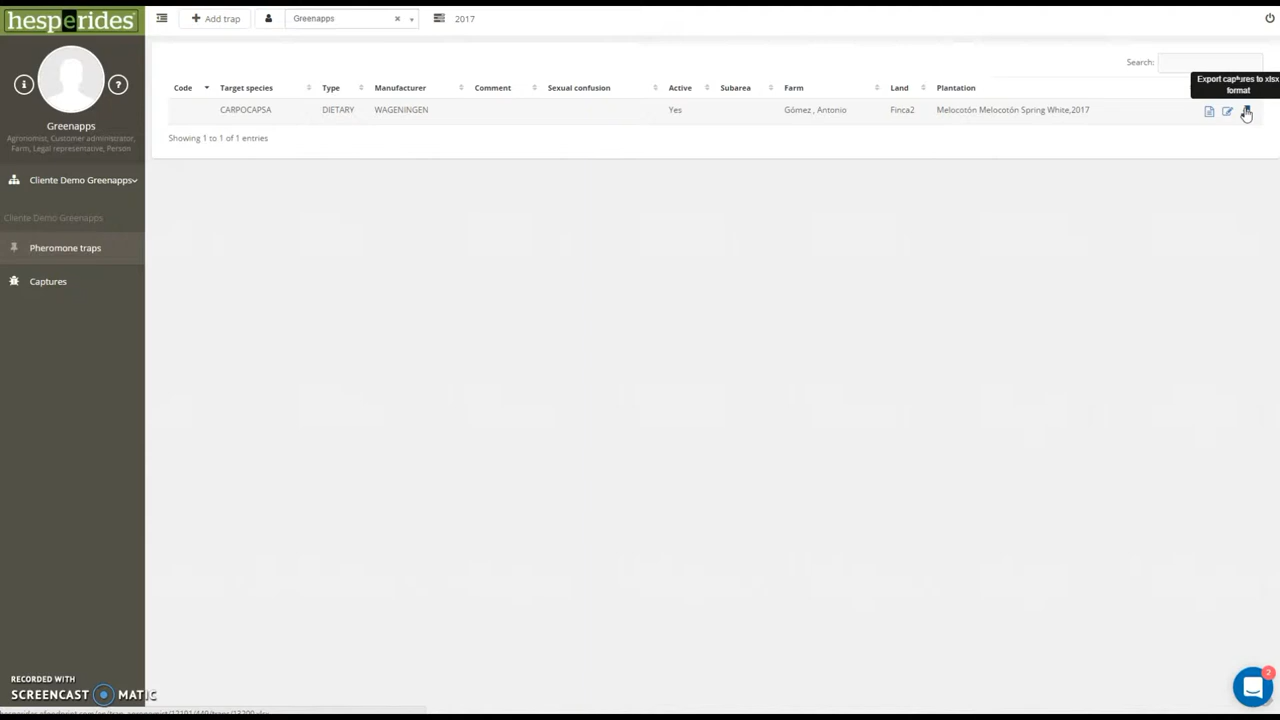 hesperides
Add trap
Greenapps
2017
Search:
Export captures to xlsx
format
Code
Target species
Type
Manufacturer
Comment
Sexual confusion
Active
Subarea
Farm
Land
Plantation
CARPOCAPSA
DIETARY
WAGENINGEN
Yes
Gómez , Antonio
Finca2
Melocotón Melocotón Spring White,2017
Showing 1 to 1 of 1 entries
Greenapps
Agronomist, Customer administrator,
Farm, Legal representative, Person
Cliente Demo Greenapps
Cliente Demo Greenapps
Pheromone traps
Captures
RECORDED WITH
SCREENCAST MATIC
2